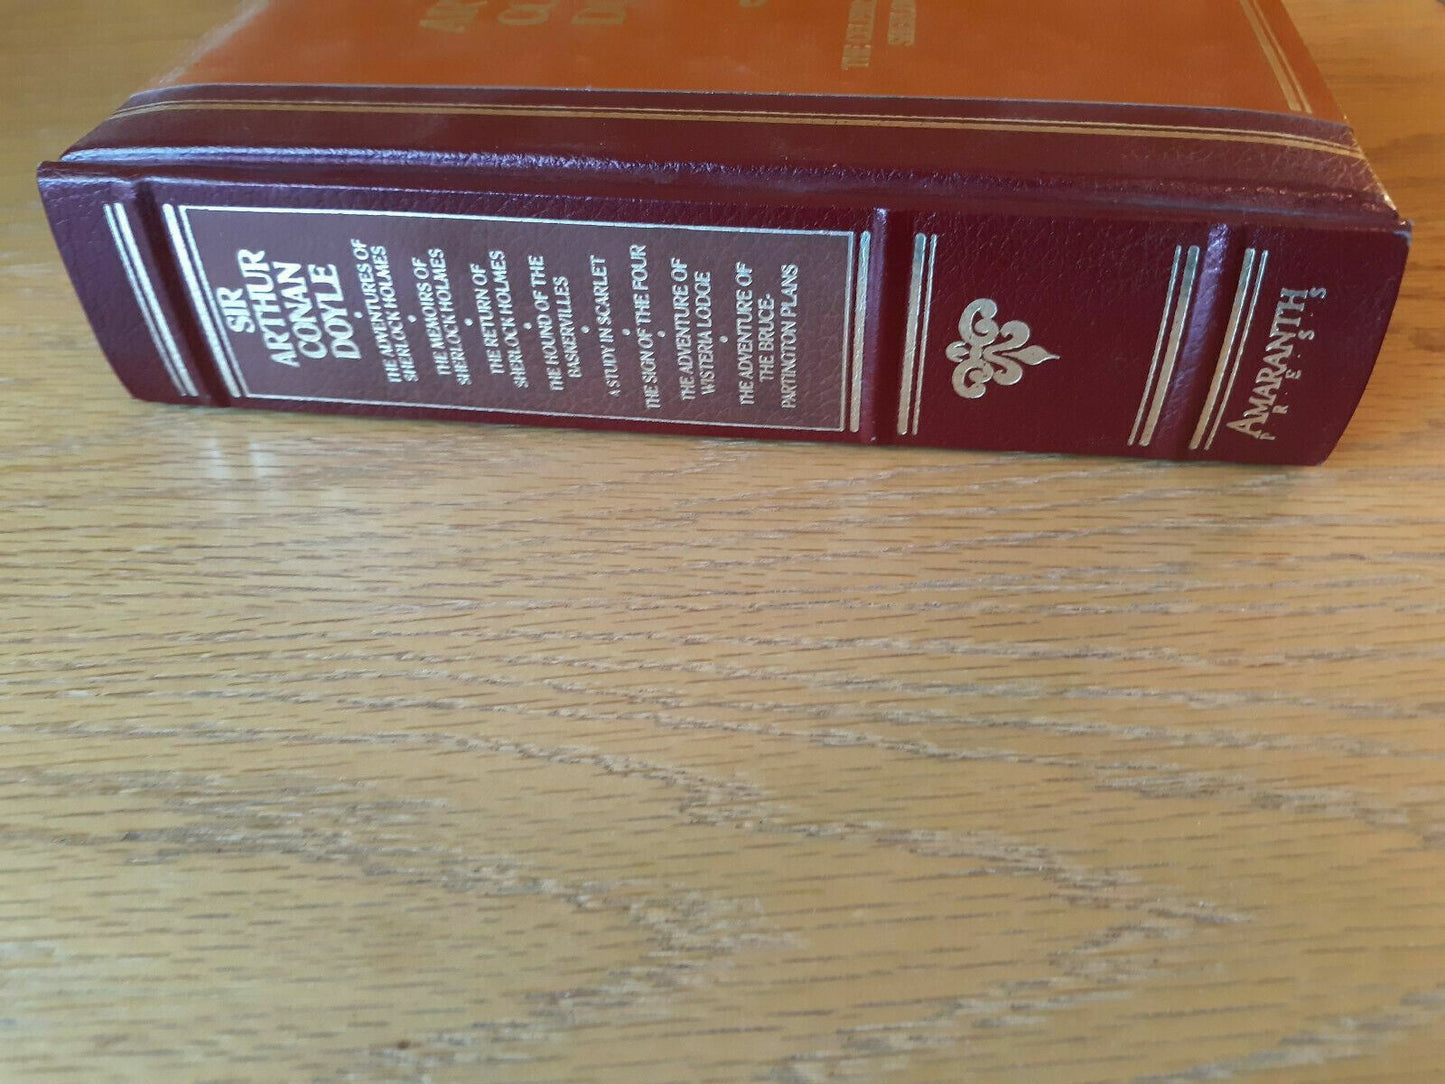 SIR
ARTHUR
CONAN
DOYLE
THE ADVENTURES OF
SHERLOCK HOLMES
•
THE MEMOIRS OF
SHERLOCK HOLMES
•
THE RETURN OF
SHERLOCK HOLMES
•
THE HOUND OF THE
BASKERVILLES
•
A STUDY IN SCARLET
•
THE SIGN OF THE FOUR
•
THE ADVENTURE OF
WISTERIA LODGE
•
THE ADVENTURE OF
THE BRUCE-
PARTINGTON PLANS
AMARANTH
PRESS
THE